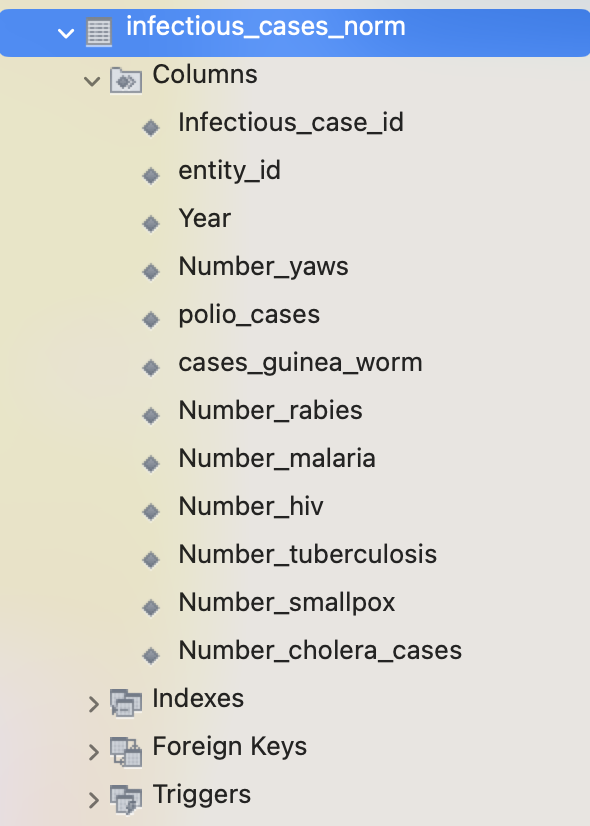 infectious_cases_norm
Columns
Infectious_case_id
entity_id
Year
Number_yaws
polio_cases
cases_guinea_worm
Number_rabies
Number_malaria
Number_hiv
Number_tuberculosis
Number_smallpox
Number_cholera_cases
Indexes
Foreign Keys
Triggers